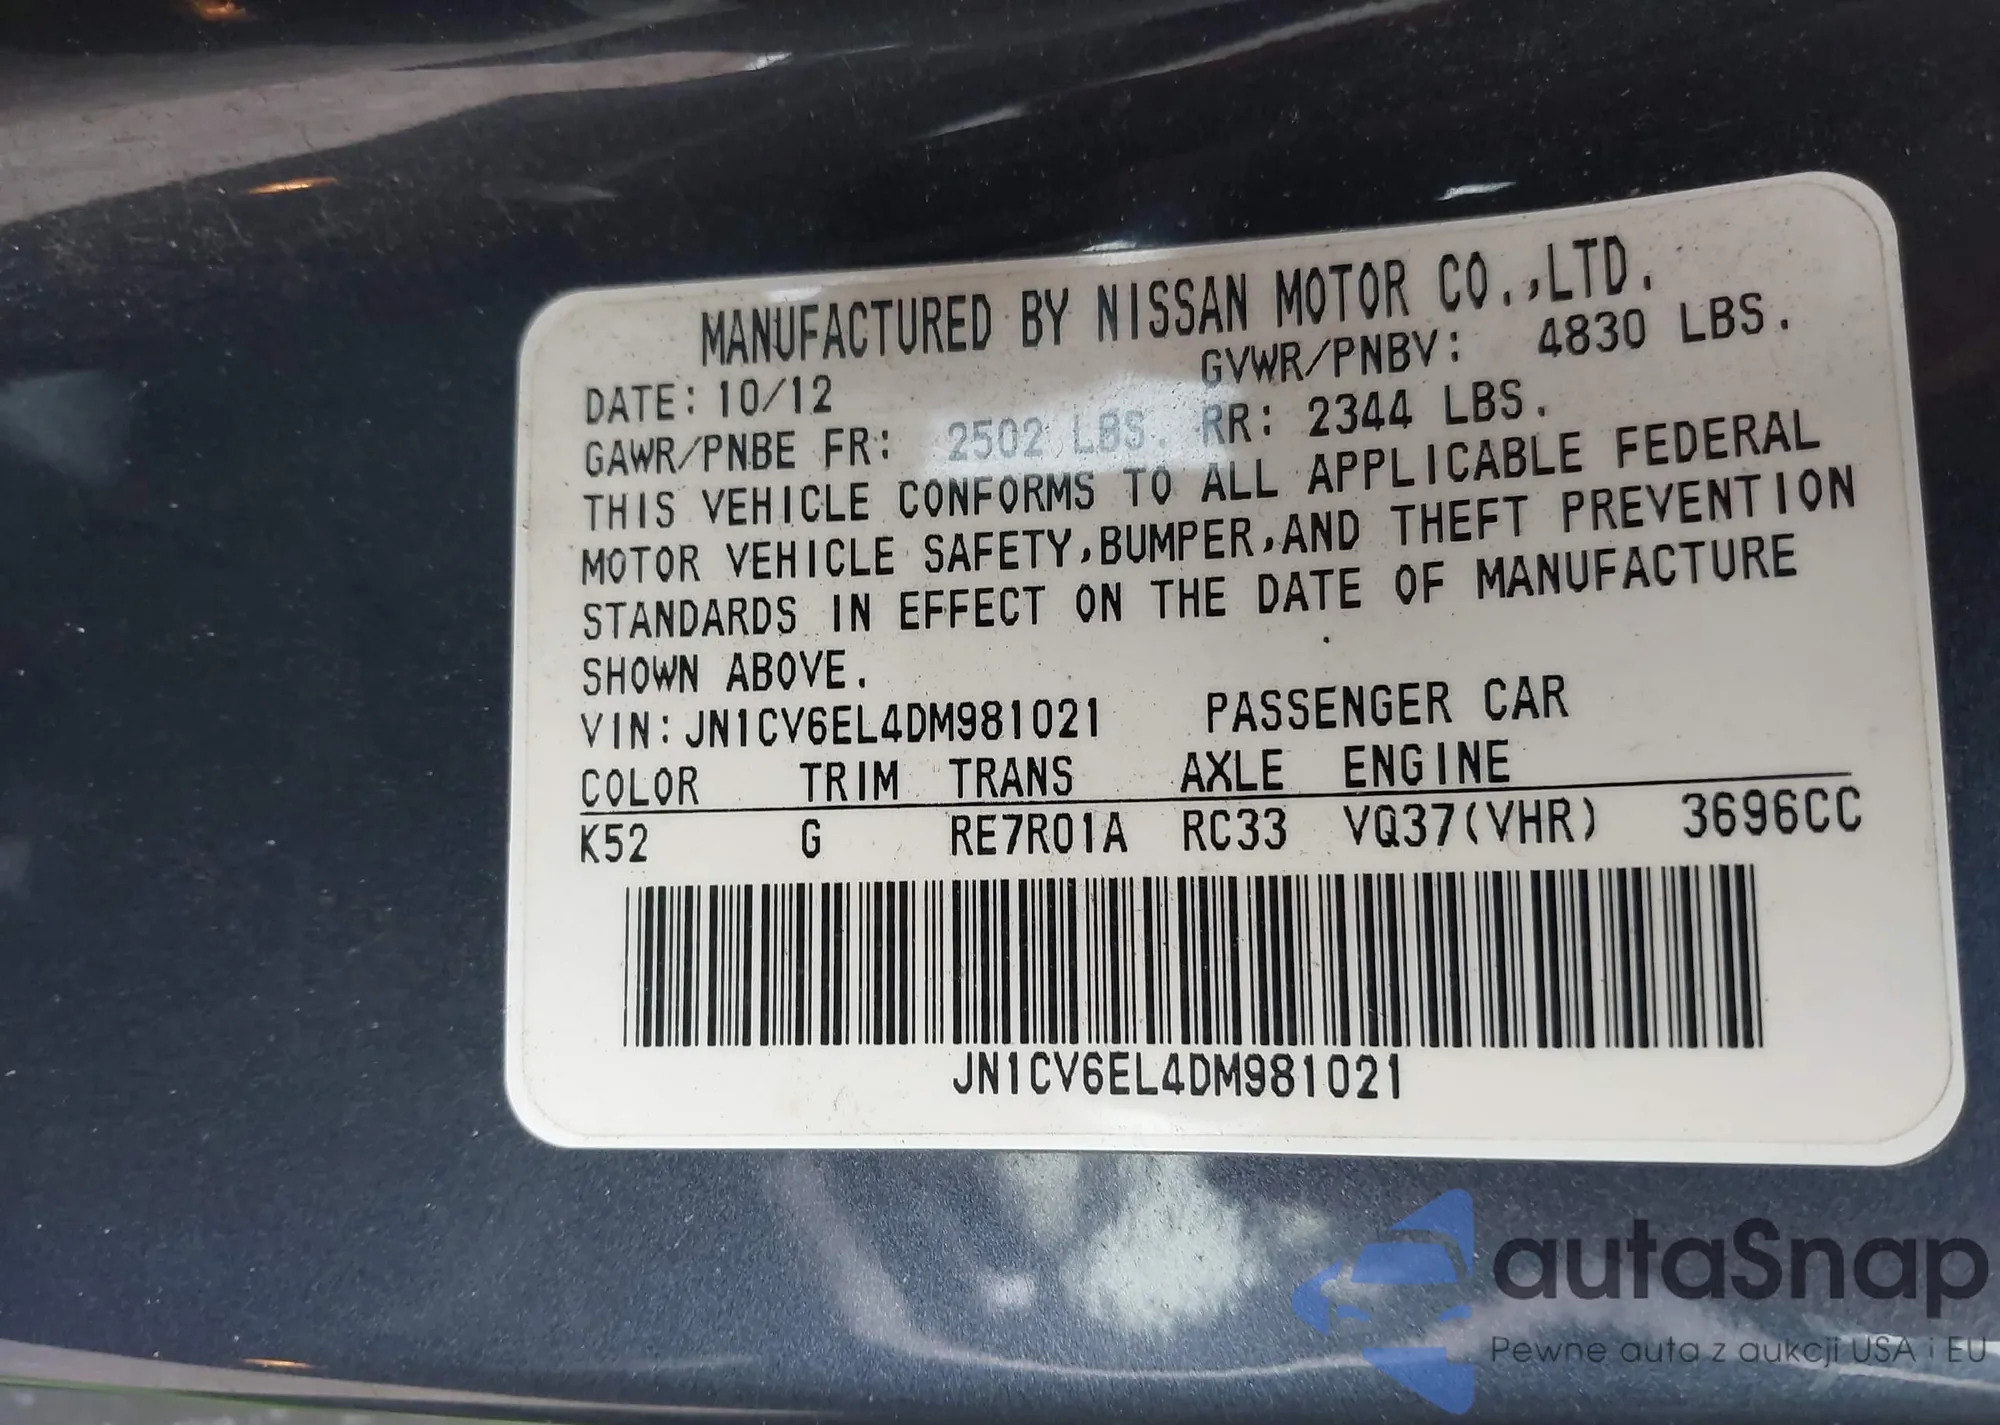 MANUFACTURED BY NISSAN MOTOR CO.,LTD.
DATE: 10/12 GVWR/PNBV: 4830 LBS.
GAWR/PNBE FR: 2502 LBS. RR: 2344 LBS.
THIS VEHICLE CONFORMS TO ALL APPLICABLE FEDERAL
MOTOR VEHICLE SAFETY,BUMPER,AND THEFT PREVENTION
STANDARDS IN EFFECT ON THE DATE OF MANUFACTURE
SHOWN ABOVE.
VIN:JN1CV6EL4DM981021 PASSENGER CAR
COLOR TRIM TRANS AXLE ENGINE
K52 G RE7R01A RC33 VQ37(VHR) 3696CC
JN1CV6EL4DM981021
autaSnap
Pewne auta z aukcji USA i EU